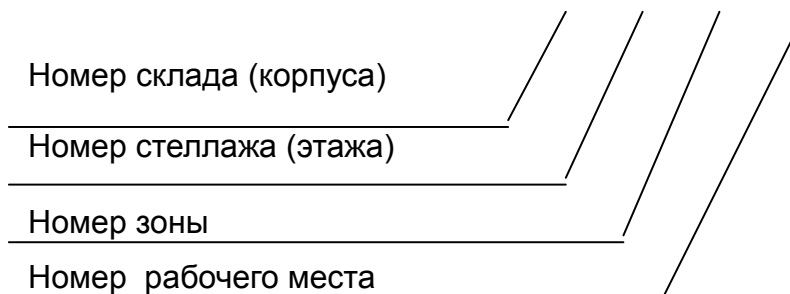 Номер склада (корпуса)
Номер стеллажа (этажа)
Номер зоны
Номер рабочего места